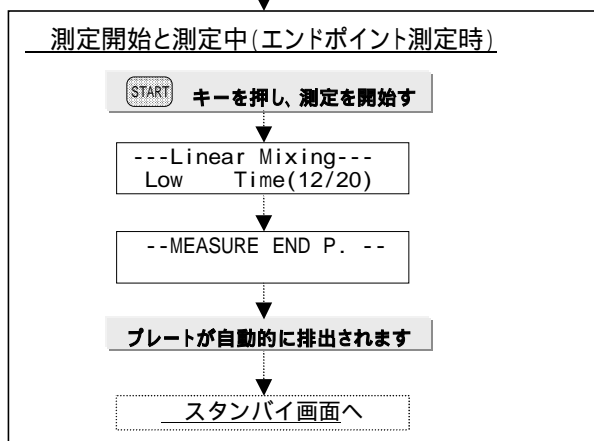 測定開始と測定中(エンドポイント測定時)
START キーを押し、測定を開始す
---Linear Mixing---
Low Time(12/20)
--MEASURE END P. --
プレートが自動的に排出されます
スタンバイ画面へ